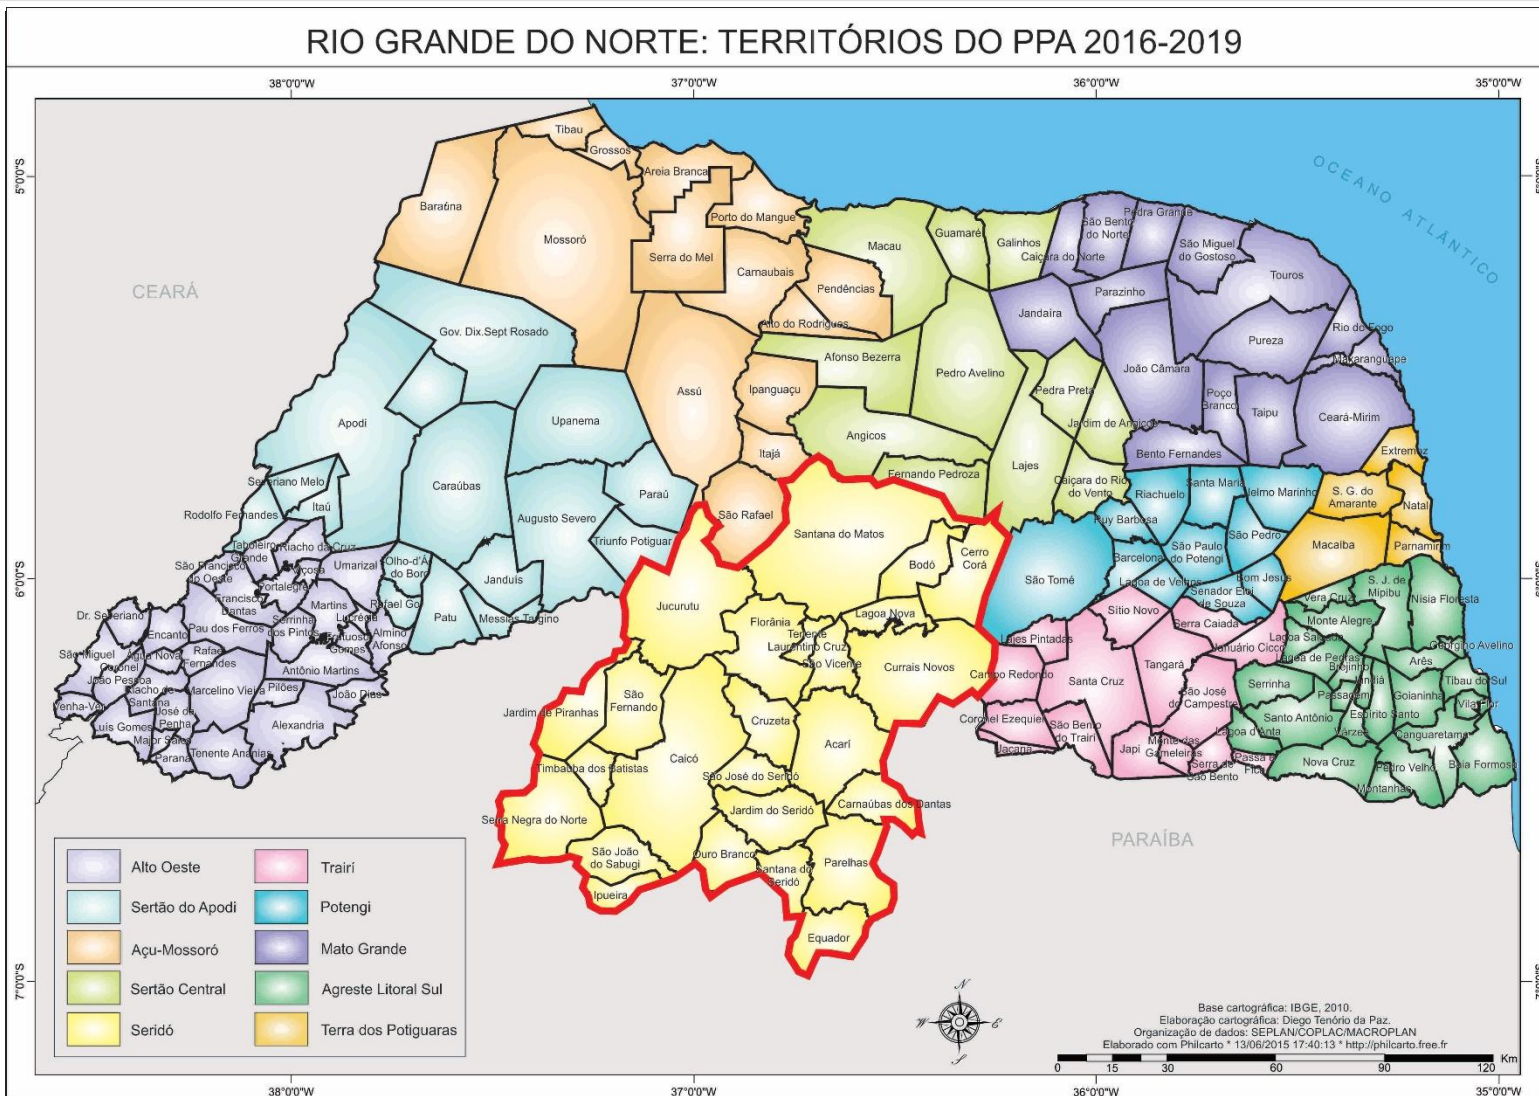 RIO GRANDE DO NORTE: TERRITÓRIOS DO PPA 2016-2019
38°0'0"W
37°0'0"W
36°0'0"W
35°0'0"W
5°0'0"S
6°0'0"S
7°0'0"S
OCEANO ATLÂNTICO
CEARÁ
PARAÍBA
Tibau
Grossos
Areia Branca
Baraúna
Mossoró
Porto do Mangue
Serra do Mel
Carnaubais
Pendências
Alto do Rodrigues
Assú
Ipanguaçu
Itajá
São Rafael
Macau
Guamaré
Galinhos
Afonso Bezerra
Pedro Avelino
Angicos
Fernando Pedroza
Lajes
Pedra Preta
Jardim de Angicos
Caiçara do Rio
do Vento
Caiçara do Norte
São Bento
do Norte
Pedra Grande
São Miguel
do Gostoso
Touros
Parazinho
Jandaíra
João Câmara
Pureza
Rio do Fogo
Maxaranguape
Poço
Branco
Taipu
Ceará-Mirim
Bento Fernandes
Extremoz
S. G. do
Amarante
Natal
Macaíba
Parnamirim
Riachuelo
Santa Maria
Ielmo Marinho
Ruy Barbosa
São Pedro
São Paulo
do Potengi
Barcelona
São Tomé
Lagoa de Velhos
Bom Jesus
Senador Eloi
de Souza
Gov. Dix.Sept Rosado
Apodi
Upanema
Caraúbas
Severiano Melo
Itaú
Rodolfo Fernandes
Paraú
Augusto Severo
Triunfo Potiguar
Janduís
Messias Targino
Patu
Olho-d'Á
do Borg
Rafael Go
Taboleiro
Grande
Riacho da Cruz
Viçosa
Umarizal
São Francisco
do Oeste
Portalegre
Francisco
Dantas
Martins
Lucrécia
Serrinha
dos Pintos
Frutuoso
Gomes
Almino
Afonso
Dr. Severiano
Encanto
Pau dos Ferros
São Miguel
Água Nova
Rafael
Fernandes
Antônio Martins
Coronel
João Pessoa
Riacho de
Santana
Marcelino Vieira
Pilões
João Dias
Venha-Ver
Luís Gomes
José da
Penha
Alexandria
Major Sales
Paraná
Tenente Ananias
Santana do Matos
Bodó
Cerro
Corá
Jucurutu
Florânia
Lagoa Nova
Tenente
Laurentino Cruz
São Vicente
Currais Novos
São
Fernando
Jardim de Piranhas
Cruzeta
Acarí
Timbaúba dos Batistas
Caicó
São José do Seridó
Serra Negra do Norte
Jardim do Seridó
Carnaúbas dos Dantas
São João
do Sabugi
Ouro Branco
Santana do
Seridó
Parelhas
Ipueira
Equador
Lajes Pintadas
Sítio Novo
Serra Caiada
Januário Cicco
Campo Redondo
Santa Cruz
Tangará
São José
do Campestre
Coronel Ezequiel
São Bento
do Trairí
Jaçanã
Japi
Monte das
Gameleiras
Serra de
São Bento
Passa e
Fica
Vera Cruz
S. J. de
Mipibu
Nísia Floresta
Monte Alegre
Lagoa Salgada
Lagoa de Pedras
Brejinho
Georgino Avelino
Arês
Serrinha
Jundiá
Passagem
Goianinha
Tibau do Sul
Vila Flor
Espírito Santo
Santo Antônio
Várzea
Lagoa d'Anta
Canguaretama
Nova Cruz
Pedro Velho
Baía Formosa
Montanhas
Alto Oeste
Sertão do Apodi
Açu-Mossoró
Sertão Central
Seridó
Trairí
Potengi
Mato Grande
Agreste Litoral Sul
Terra dos Potiguaras
N
W
E
S
Base cartográfica: IBGE, 2010.
Elaboração cartográfica: Diego Tenório da Paz.
Organização de dados: SEPLAN/COPLAC/MACROPLAN
Elaborado com Philcarto * 13/06/2015 17:40:13 * http://philcarto.free.fr
Km
0 15 30 60 90 120
38°0'0"W
37°0'0"W
36°0'0"W
35°0'0"W